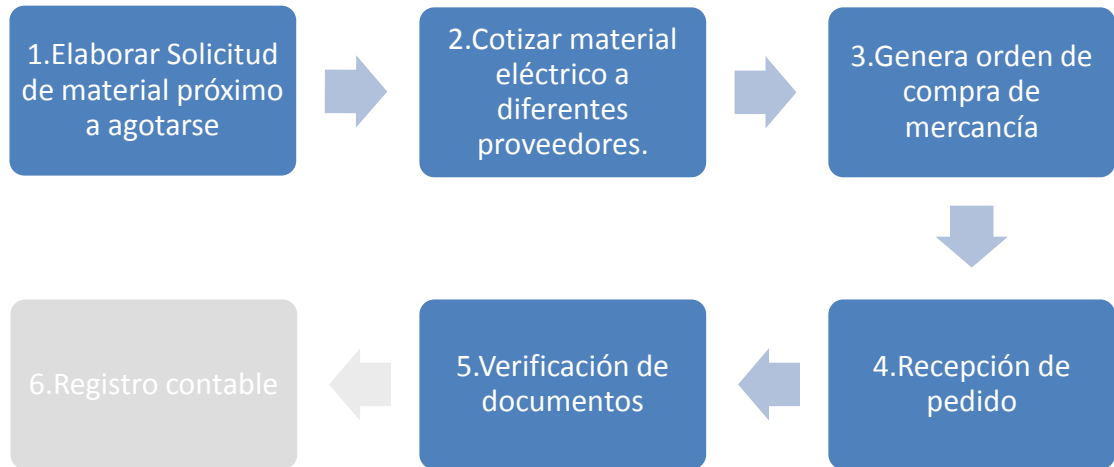 1.Elaborar Solicitud
de material próximo
a agotarse
2.Cotizar material
eléctrico a
diferentes
proveedores.
3.Genera orden de
compra de
mercancía
4.Recepción de
pedido
5.Verificación de
documentos
6.Registro contable